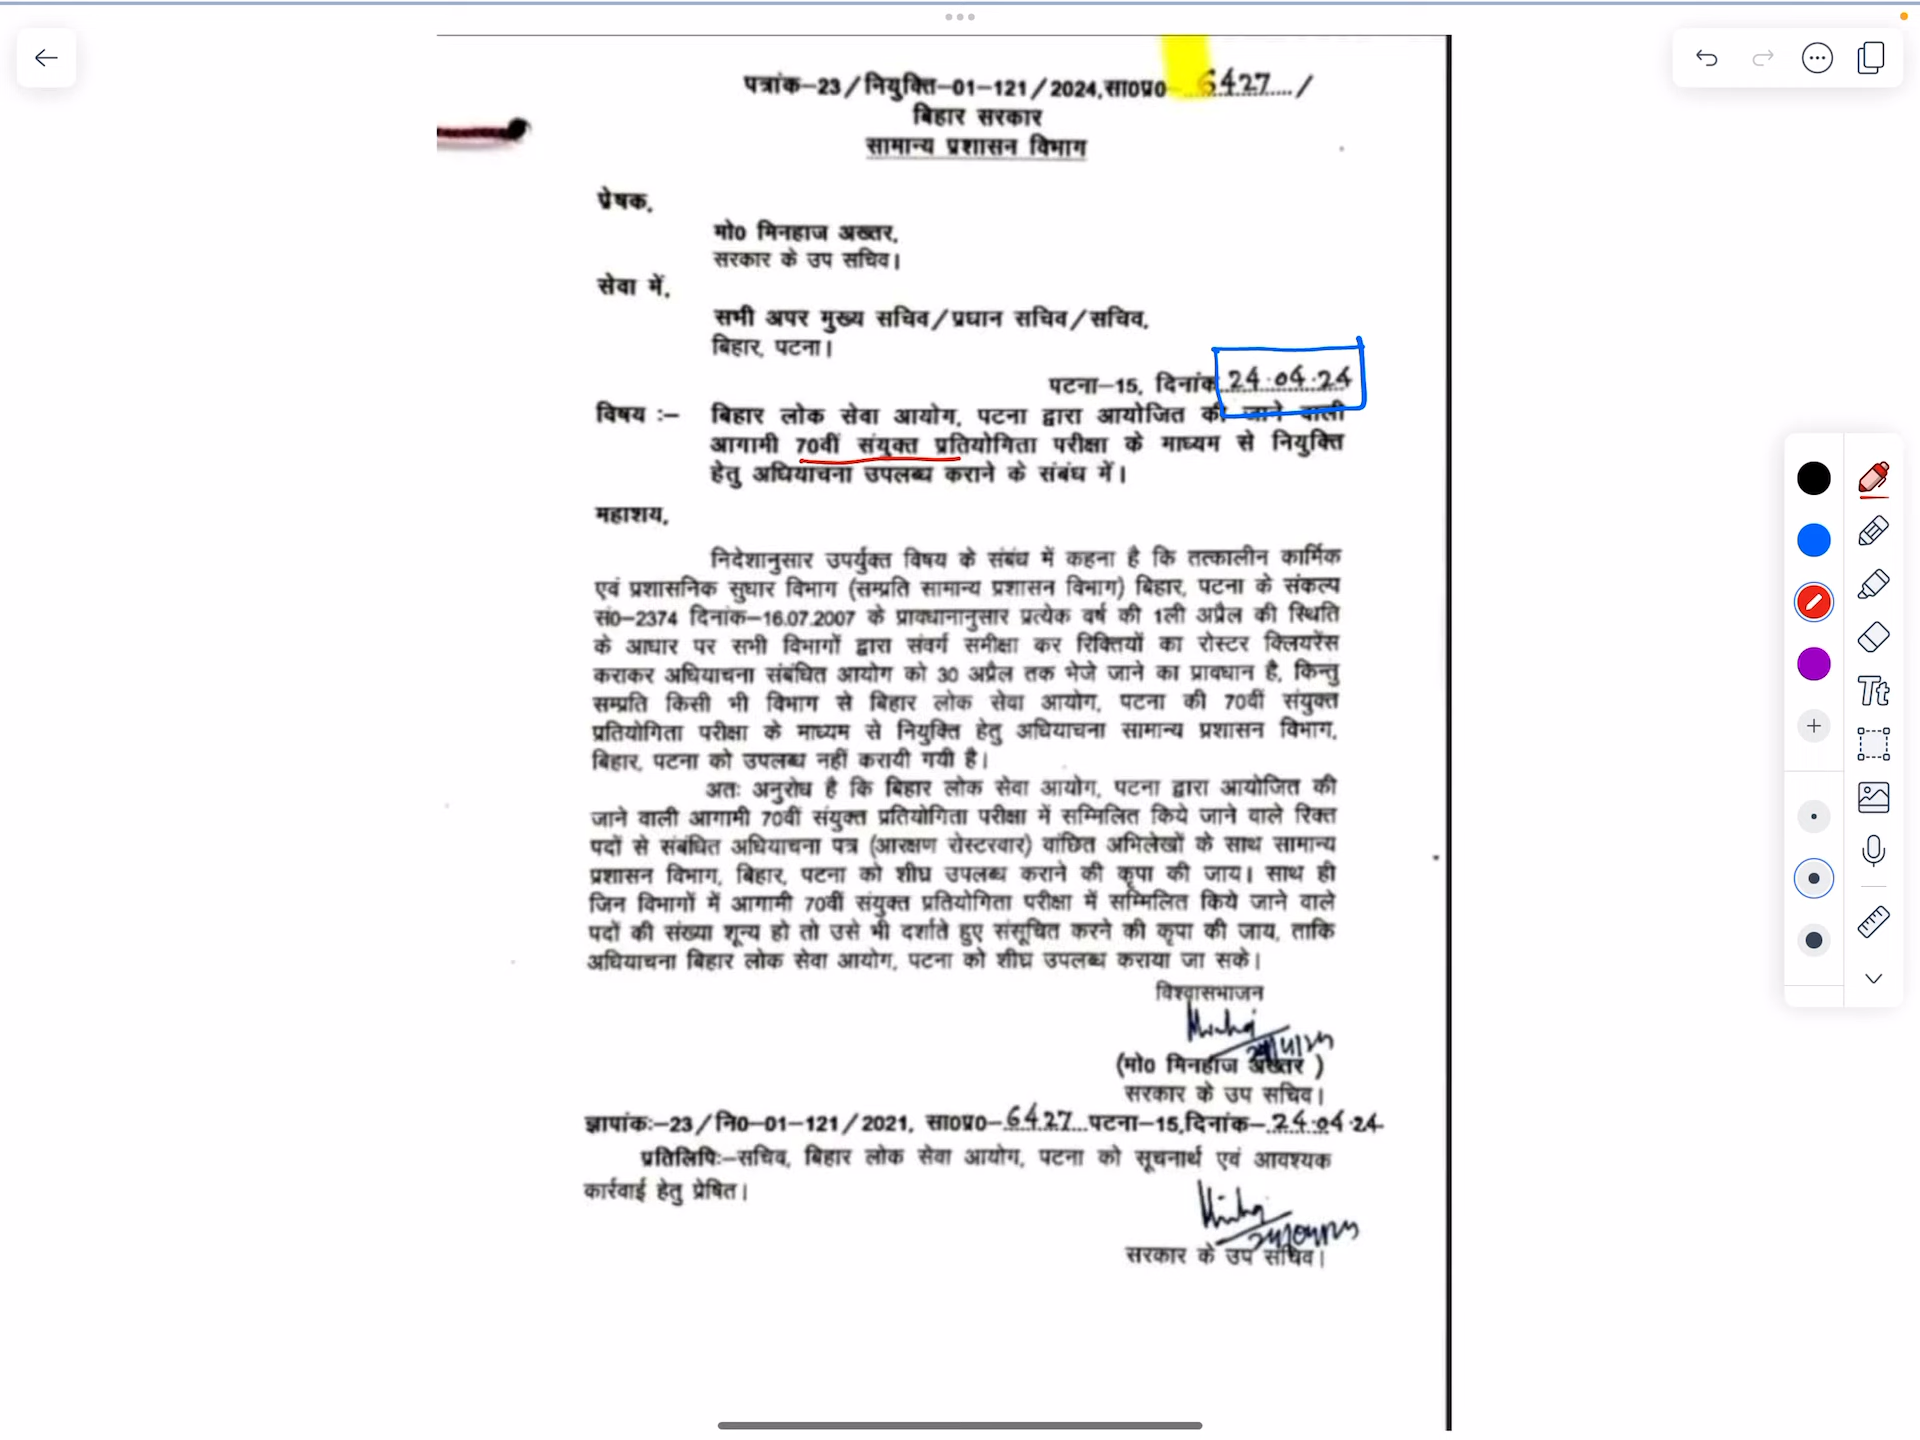 पत्रांक–23/नियुक्ति–01–121/2024,सा0प्र0–...6427.../
बिहार सरकार
सामान्य प्रशासन विभाग
प्रेषक,
मो0 मिनहाज अख्तर,
सरकार के उप सचिव।
सेवा में,
सभी अपर मुख्य सचिव/प्रधान सचिव/सचिव,
बिहार, पटना।
पटना–15, दिनांक 24.04.24
विषय :– बिहार लोक सेवा आयोग, पटना द्वारा आयोजित की जाने वाली
आगामी 70वीं संयुक्त प्रतियोगिता परीक्षा के माध्यम से नियुक्ति
हेतु अधियाचना उपलब्ध कराने के संबंध में।
महाशय,
निदेशानुसार उपर्युक्त विषय के संबंध में कहना है कि तत्कालीन कार्मिक
एवं प्रशासनिक सुधार विभाग (सम्प्रति सामान्य प्रशासन विभाग) बिहार, पटना के संकल्प
सं0–2374 दिनांक–16.07.2007 के प्रावधानानुसार प्रत्येक वर्ष की 1ली अप्रैल की स्थिति
के आधार पर सभी विभागों द्वारा संवर्ग समीक्षा कर रिक्तियों का रोस्टर क्लियरेंस
कराकर अधियाचना संबंधित आयोग को 30 अप्रैल तक भेजे जाने का प्रावधान है, किन्तु
सम्प्रति किसी भी विभाग से बिहार लोक सेवा आयोग, पटना की 70वीं संयुक्त
प्रतियोगिता परीक्षा के माध्यम से नियुक्ति हेतु अधियाचना सामान्य प्रशासन विभाग,
बिहार, पटना को उपलब्ध नहीं करायी गयी है।
अतः अनुरोध है कि बिहार लोक सेवा आयोग, पटना द्वारा आयोजित की
जाने वाली आगामी 70वीं संयुक्त प्रतियोगिता परीक्षा में सम्मिलित किये जाने वाले रिक्त
पदों से संबंधित अधियाचना पत्र (आरक्षण रोस्टरवार) वांछित अभिलेखों के साथ सामान्य
प्रशासन विभाग, बिहार, पटना को शीघ्र उपलब्ध कराने की कृपा की जाय। साथ ही
जिन विभागों में आगामी 70वीं संयुक्त प्रतियोगिता परीक्षा में सम्मिलित किये जाने वाले
पदों की संख्या शून्य हो तो उसे भी दर्शाते हुए संसूचित करने की कृपा की जाय, ताकि
अधियाचना बिहार लोक सेवा आयोग, पटना को शीघ्र उपलब्ध कराया जा सके।
विश्वासभाजन
(मो0 मिनहाज अख्तर )
सरकार के उप सचिव।
ज्ञापांकः–23/नि0–01–121/2021, सा0प्र0–6427...पटना–15,दिनांक–24.04.24
प्रतिलिपिः–सचिव, बिहार लोक सेवा आयोग, पटना को सूचनार्थ एवं आवश्यक
कार्रवाई हेतु प्रेषित।
सरकार के उप सचिव।
Tt